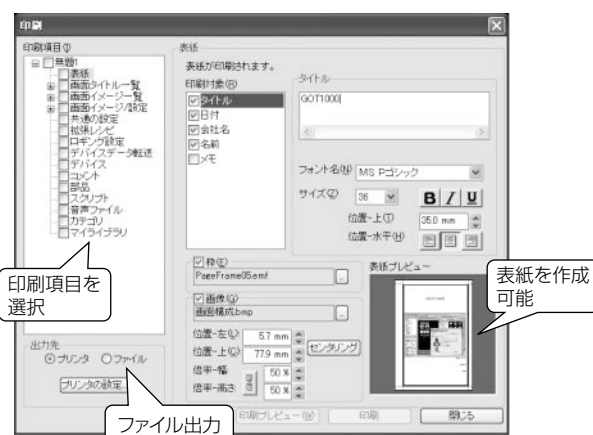 印刷
印刷項目(I)
無題1
表紙
画面タイトル一覧
画面イメージ一覧
画面イメージ/設定
共通の設定
拡張レシピ
ロギング設定
デバイスデータ転送
デバイス
コメント
部品
スクリプト
音声ファイル
カテゴリ
マイライブラリ
印刷項目を
選択
出力先
プリンタ
ファイル
プリンタの設定...
ファイル出力
表紙
表紙が印刷されます。
印刷対象(R)
タイトル
日付
会社名
名前
メモ
タイトル
GOT1000
フォント名(N)
MS Pゴシック
サイズ(Z)
36
B I U
位置-上(T)
35.0 mm
位置-水平(H)
枠(E)
PageFrame05.emf
...
画像(G)
画面構成.bmp
...
位置-左(L)
5.7 mm
位置-上(C)
77.9 mm
センタリング
倍率-幅
50 %
倍率-高さ
50 %
表紙プレビュー
表紙を作成
可能
印刷プレビュー(W)
印刷
閉じる